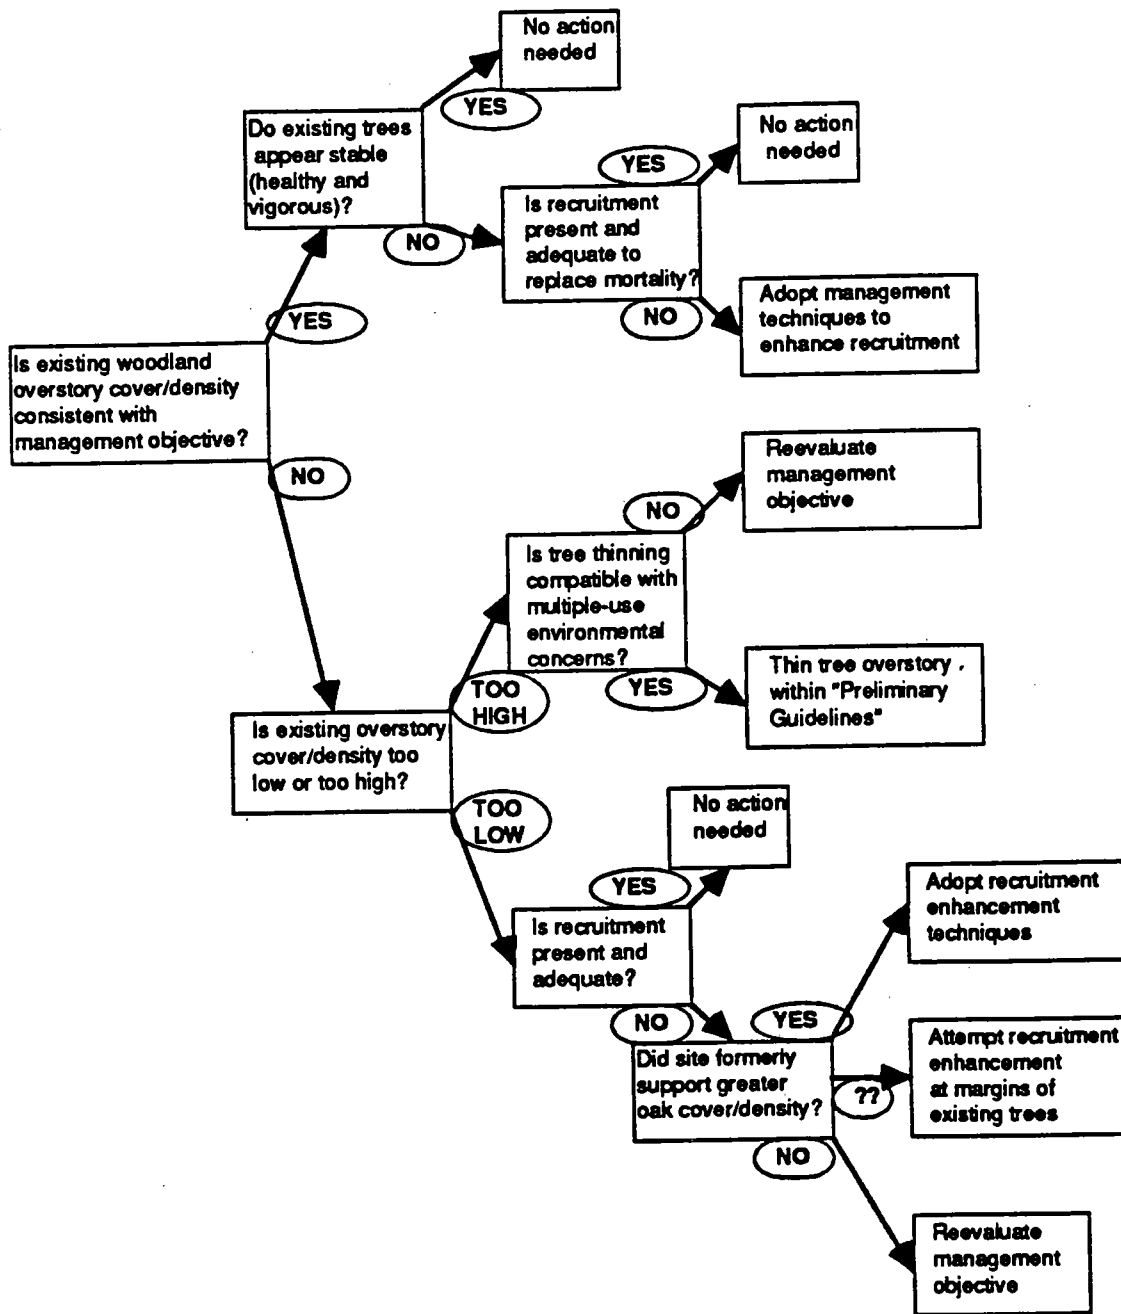 No action
needed
YES
Do existing trees
appear stable
(healthy and
vigorous)?
NO
YES
Is recruitment
present and
adequate to
replace mortality?
NO
No action
needed
Adopt management
techniques to
enhance recruitment
YES
Is existing woodland
overstory cover/density
consistent with
management objective?
NO
Reevaluate
management
objective
NO
Is tree thinning
compatible with
multiple-use
environmental
concerns?
YES
Thin tree overstory
within "Preliminary
Guidelines"
TOO
HIGH
Is existing overstory
cover/density too
low or too high?
TOO
LOW
No action
needed
YES
Is recruitment
present and
adequate?
NO
Adopt recruitment
enhancement
techniques
YES
Did site formerly
support greater
oak cover/density?
??
Attempt recruitment
enhancement
at margins of
existing trees
NO
Reevaluate
management
objective